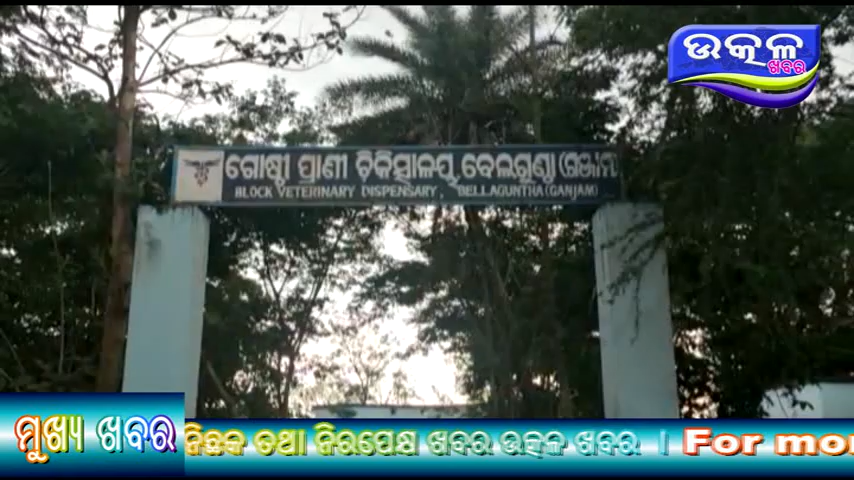 ଉତ୍କଳ
ଖବର
ଗୋଷ୍ଠୀ ପ୍ରାଣୀ ଚିକିତ୍ସାଳୟ, ବେଲଗୁଣ୍ଠା (ଗଞ୍ଜାମ)
BLOCK VETERINARY DISPENSARY, BELLAGUNTHA (GANJAM)
ମୁଖ୍ୟ ଖବର
ତଥା ନିରପେକ୍ଷ ଖବର ଉତ୍କଳ ଖବର । For mor